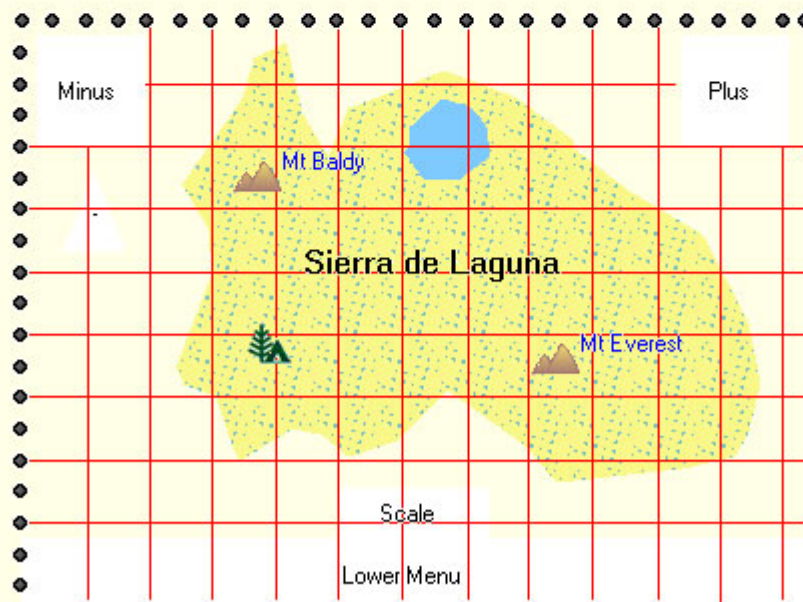 Minus
Plus
Mt Baldy
Sierra de Laguna
Mt Everest
Scale
Lower Menu